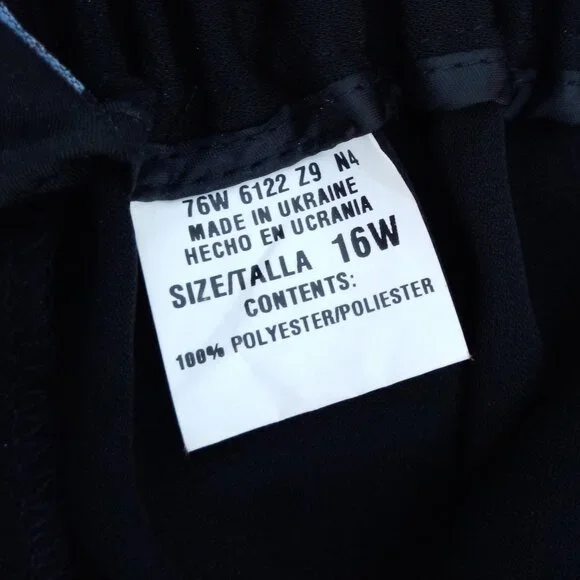 76W 6122 Z9 N4
MADE IN UKRAINE
HECHO EN UCRANIA
SIZE/TALLA 16W
CONTENTS:
100% POLYESTER/POLIESTER